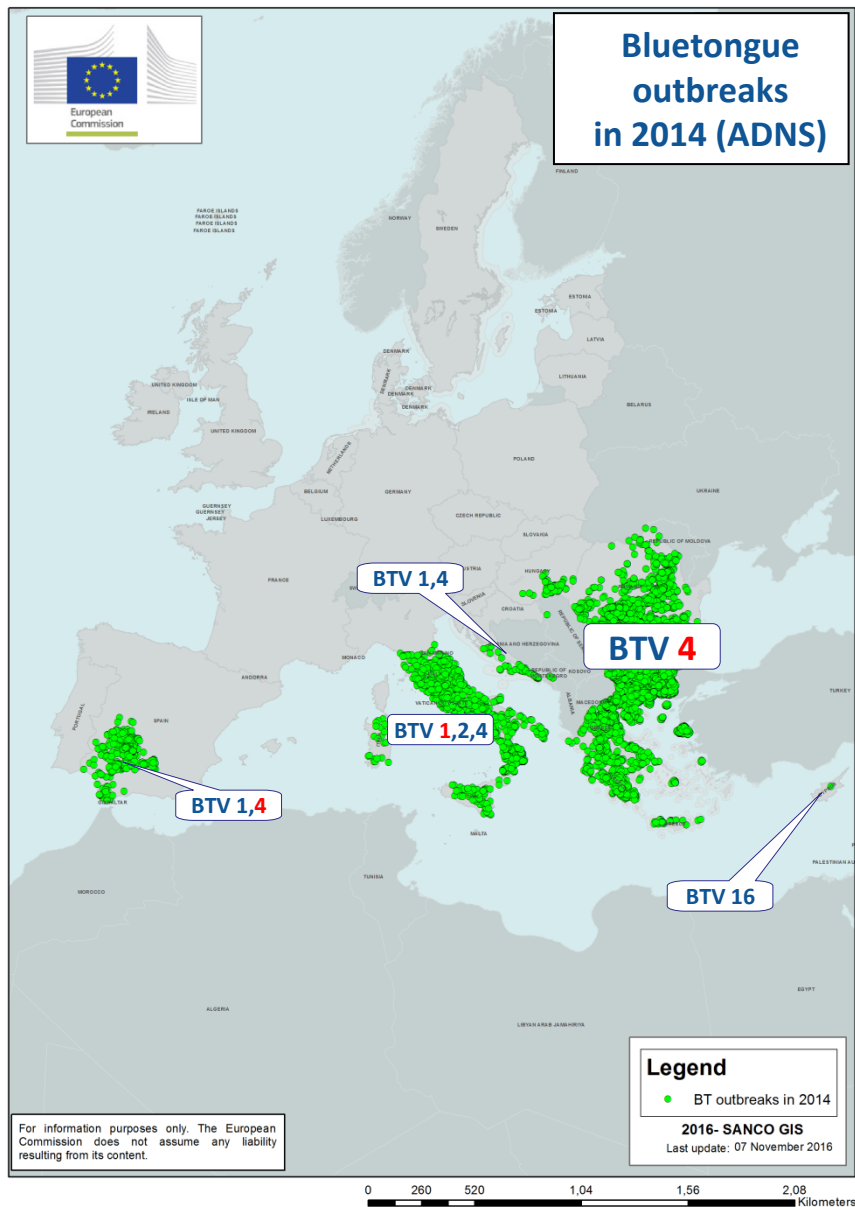 European
Commission
Bluetongue
outbreaks
in 2014 (ADNS)
FINLAND
FAROE ISLANDS
FAROE ISLANDS
FAROE ISLANDS
FAROE ISLANDS
NORWAY
SWEDEN
ESTONIA
ESTONIA
LATVIA
DENMARK
LITHUANIA
DENMARK
UNITED KINGDOM
DENMARK
DENMARK
ISLE OF MAN
DENMARK
BELARUS
IRELAND
UNITED KINGDOM
NETHERLANDS
POLAND
BELGIUM
GERMANY
UKRAINE
GUERNSEY
GUERNSEY
JERSEY
LUXEMBOURG
CZECH REPUBLIC
SLOVAKIA
REPUBLIC OF MOLDOVA
BTV 1,4
HUNGARY
FRANCE
SLOVENIA
CROATIA
BTV 4
MONACO
REPUBLIC OF
KOSOVO
ANDORRA
ALBANIA
TURKEY
PORTUGAL
SPAIN
BTV 1,2,4
BTV 1,4
GIBRALTAR
MALTA
BTV 16
PALESTINIAN AU
TUNISIA
MOROCCO
ALGERIA
LIBYAN ARAB JAMAHIRIYA
EGYPT
Legend
BT outbreaks in 2014
2016- SANCO GIS
Last update: 07 November 2016
For information purposes only. The European
Commission does not assume any liability
resulting from its content.
0 260 520 1,04 1,56 2,08
Kilometers